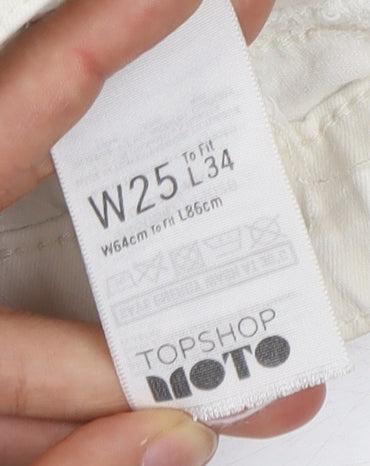 W25 To Fit L34
W64cm To Fit L86cm
TOPSHOP
MOTO